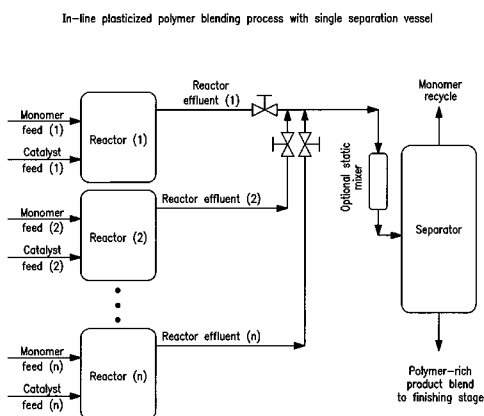 In-line plasticized polymer blending process with single separation vessel
Reactor
effluent (1)
Monomer
recycle
Monomer
feed (1)
Catalyst
feed (1)
Reactor (1)
Optional static
mixer
Monomer
feed (2)
Catalyst
feed (2)
Reactor (2)
Reactor effluent (2)
Separator
Monomer
feed (n)
Catalyst
feed (n)
Reactor (n)
Reactor effluent (n)
Polymer-rich
product blend
to finishing stage